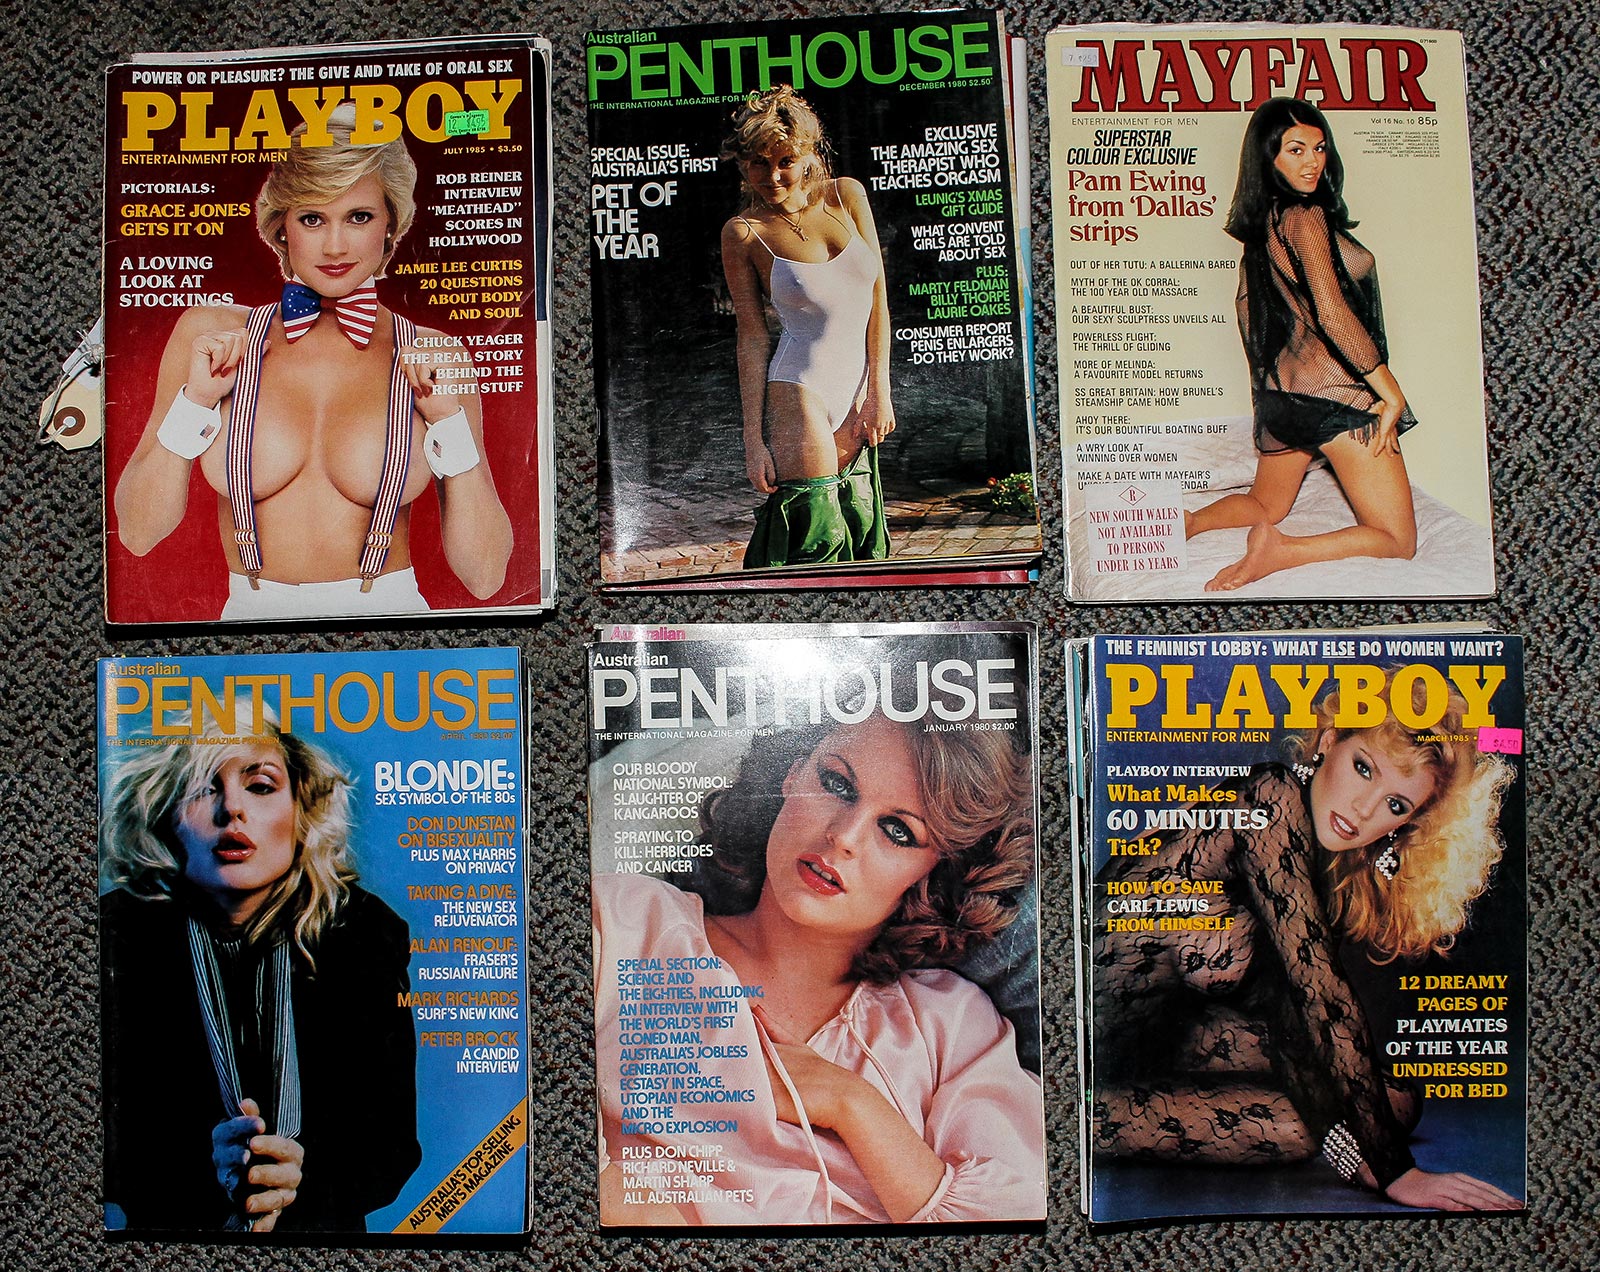 POWER OR PLEASURE? THE GIVE AND TAKE OF ORAL SEX
PLAYBOY
ENTERTAINMENT FOR MEN
JULY 1985 • $3.50
12 $4.95
PICTORIALS:
GRACE JONES
GETS IT ON
A LOVING
LOOK AT
STOCKINGS
ROB REINER
INTERVIEW
"MEATHEAD"
SCORES IN
HOLLYWOOD
JAMIE LEE CURTIS
20 QUESTIONS
ABOUT BODY
AND SOUL
CHUCK YEAGER
THE REAL STORY
BEHIND THE
RIGHT STUFF
Australian
PENTHOUSE
THE INTERNATIONAL MAGAZINE FOR MEN
DECEMBER 1980 $2.50*
SPECIAL ISSUE:
AUSTRALIA'S FIRST
PET OF
THE
YEAR
EXCLUSIVE
THE AMAZING SEX
THERAPIST WHO
TEACHES ORGASM
LEUNIG'S XMAS
GIFT GUIDE
WHAT CONVENT
GIRLS ARE TOLD
ABOUT SEX
PLUS:
MARTY FELDMAN
BILLY THORPE
LAURIE OAKES
CONSUMER REPORT
PENIS ENLARGERS
-DO THEY WORK?
MAYFAIR
ENTERTAINMENT FOR MEN
Vol 16 No. 10 85p
SUPERSTAR
COLOUR EXCLUSIVE
Pam Ewing
from 'Dallas'
strips
OUT OF HER TUTU: A BALLERINA BARED
MYTH OF THE OK CORRAL:
THE 100 YEAR OLD MASSACRE
A BEAUTIFUL BUST:
OUR SEXY SCULPTRESS UNVEILS ALL
POWERLESS FLIGHT:
THE THRILL OF GLIDING
MORE OF MELINDA:
A FAVOURITE MODEL RETURNS
SS GREAT BRITAIN: HOW BRUNEL'S
STEAMSHIP CAME HOME
AHOY THERE:
IT'S OUR BOUNTIFUL BOATING BUFF
A WRY LOOK AT
WINNING OVER WOMEN
MAKE A DATE WITH MAYFAIR'S
R
NEW SOUTH WALES
NOT AVAILABLE
TO PERSONS
UNDER 18 YEARS
Australian
PENTHOUSE
THE INTERNATIONAL MAGAZINE FOR MEN
APRIL 1980 $2.00*
BLONDIE:
SEX SYMBOL OF THE 80s
DON DUNSTAN
ON BISEXUALITY
PLUS MAX HARRIS
ON PRIVACY
TAKING A DIVE:
THE NEW SEX
REJUVENATOR
ALAN RENOUF:
FRASER'S
RUSSIAN FAILURE
MARK RICHARDS
SURF'S NEW KING
PETER BROCK
A CANDID
INTERVIEW
AUSTRALIA'S TOP-SELLING
MEN'S MAGAZINE
Australian
Australian
PENTHOUSE
THE INTERNATIONAL MAGAZINE FOR MEN
JANUARY 1980 $2.00*
OUR BLOODY
NATIONAL SYMBOL:
SLAUGHTER OF
KANGAROOS
SPRAYING TO
KILL: HERBICIDES
AND CANCER
SPECIAL SECTION:
SCIENCE AND
THE EIGHTIES, INCLUDING
AN INTERVIEW WITH
THE WORLD'S FIRST
CLONED MAN,
AUSTRALIA'S JOBLESS
GENERATION,
ECSTASY IN SPACE,
UTOPIAN ECONOMICS
AND THE
MICRO EXPLOSION
PLUS DON CHIPP
RICHARD NEVILLE &
MARTIN SHARP
ALL AUSTRALIAN PETS
THE FEMINIST LOBBY: WHAT ELSE DO WOMEN WANT?
PLAYBOY
ENTERTAINMENT FOR MEN
MARCH 1985 •
PLAYBOY INTERVIEW
What Makes
60 MINUTES
Tick?
HOW TO SAVE
CARL LEWIS
FROM HIMSELF
12 DREAMY
PAGES OF
PLAYMATES
OF THE YEAR
UNDRESSED
FOR BED